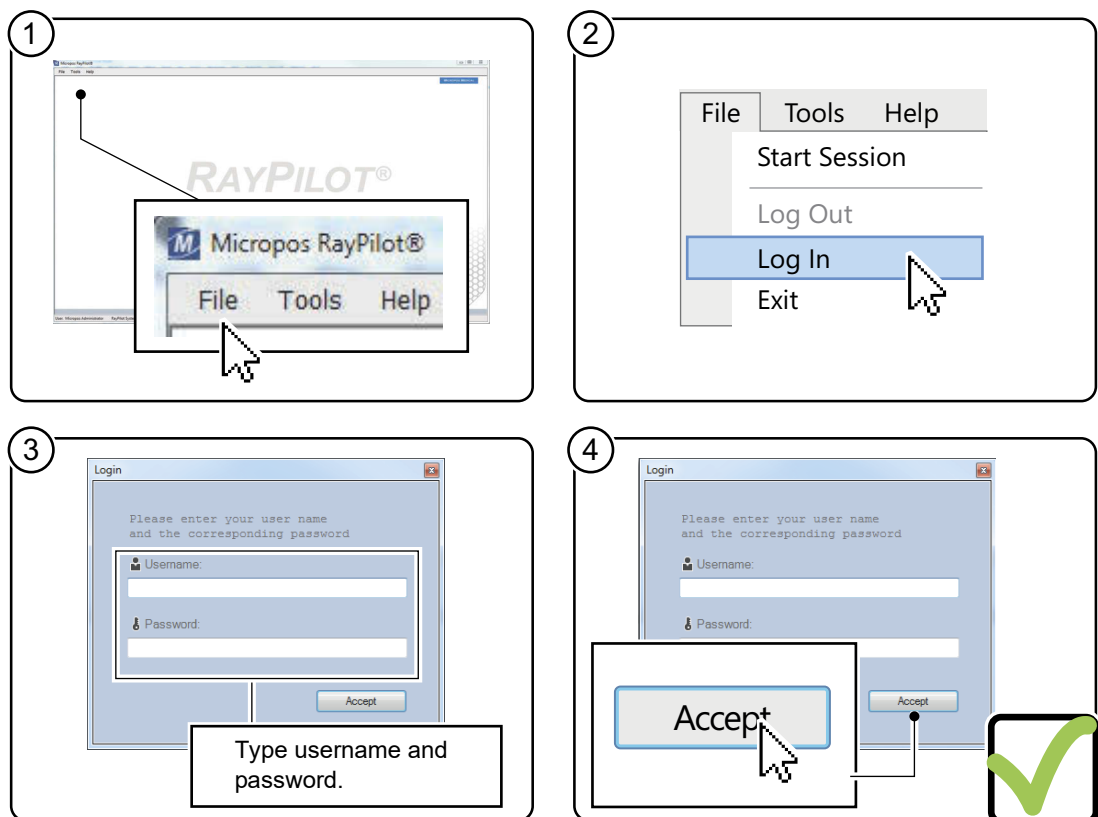 1
Micropos RayPilot®
File Tools Help
RAYPILOT®
Micropos RayPilot®
File Tools Help
2
File Tools Help
Start Session
Log Out
Log In
Exit
3
Login
Please enter your user name
and the corresponding password
Username:
Password:
Accept
Type username and
password.
4
Login
Please enter your user name
and the corresponding password
Username:
Password:
Accept
Accept